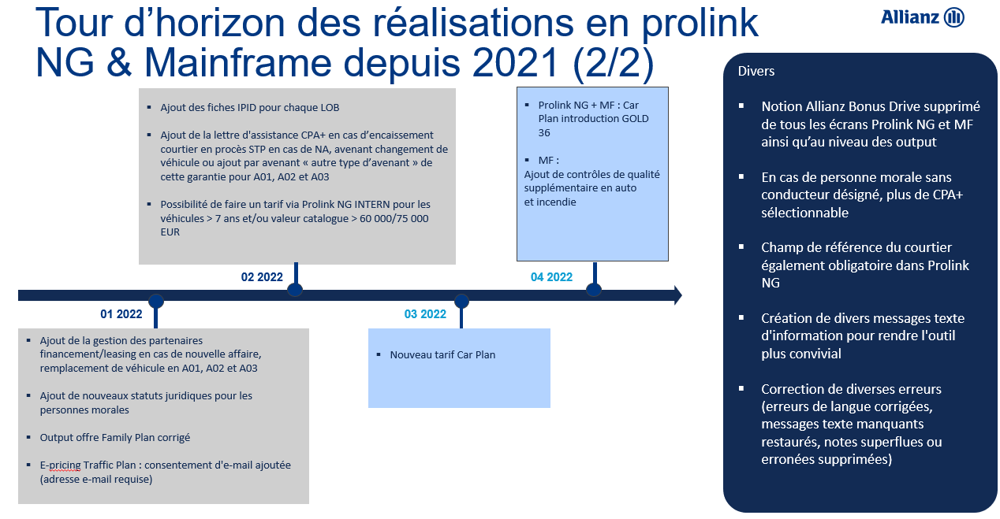 Tour d’horizon des réalisations en prolink
NG & Mainframe depuis 2021 (2/2)
Allianz
▪ Ajout des fiches IPID pour chaque LOB
▪ Ajout de la lettre d'assistance CPA+ en cas d’encaissement
courtier en procès STP en cas de NA, avenant changement de
véhicule ou ajout par avenant « autre type d’avenant » de
cette garantie pour A01, A02 et A03
▪ Possibilité de faire un tarif via Prolink NG INTERN pour les
véhicules > 7 ans et/ou valeur catalogue > 60 000/75 000
EUR
▪ Prolink NG + MF : Car
Plan introduction GOLD
36
▪ MF :
Ajout de contrôles de qualité
supplémentaire en auto
et incendie
02 2022
04 2022
01 2022
03 2022
▪ Ajout de la gestion des partenaires
financement/leasing en cas de nouvelle affaire,
remplacement de véhicule en A01, A02 et A03
▪ Ajout de nouveaux statuts juridiques pour les
personnes morales
▪ Output offre Family Plan corrigé
▪ E-pricing Traffic Plan : consentement d'e-mail ajoutée
(adresse e-mail requise)
▪ Nouveau tarif Car Plan
Divers
▪ Notion Allianz Bonus Drive supprimé
de tous les écrans Prolink NG et MF
ainsi qu’au niveau des output
▪ En cas de personne morale sans
conducteur désigné, plus de CPA+
sélectionnable
▪ Champ de référence du courtier
également obligatoire dans Prolink
NG
▪ Création de divers messages texte
d'information pour rendre l'outil
plus convivial
▪ Correction de diverses erreurs
(erreurs de langue corrigées,
messages texte manquants
restaurés, notes superflues ou
erronées supprimées)